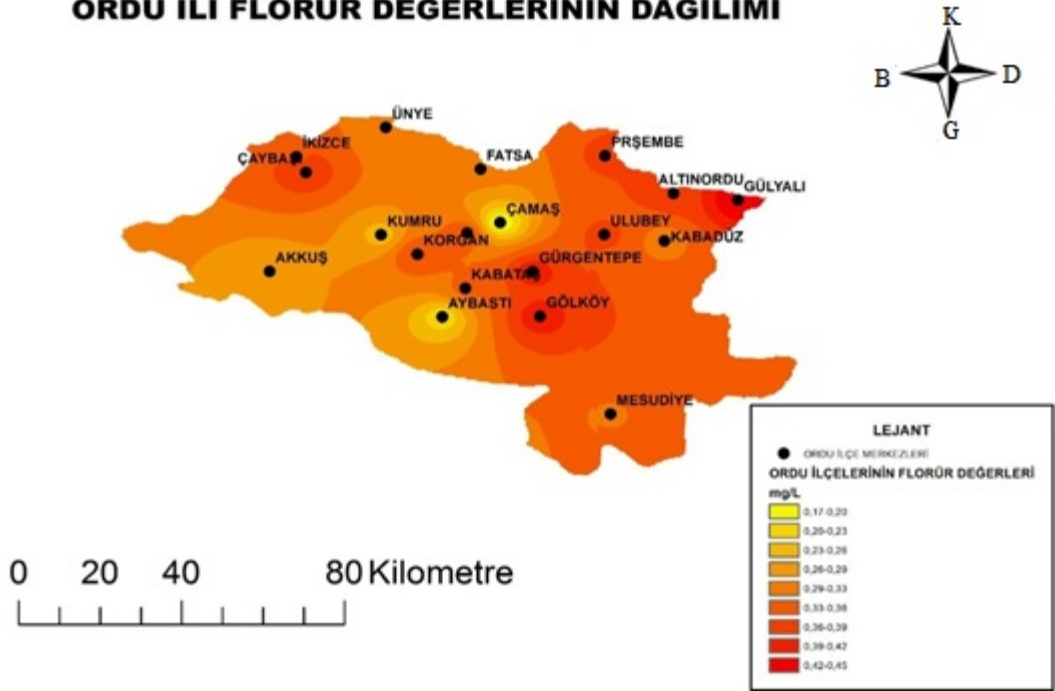 ORDU İLİ FLORÜR DEĞERLERİNİN DAĞILIMI
K
B D
G
ÜNYE
İKİZCE
ÇAYBAŞI
FATSA
PRŞEMBE
ALTINORDU
GÜLYALI
ÇAMAŞ
KUMRU
ULUBEY
KORGAN
KABADÜZ
AKKUŞ
GÜRGENTEPE
KABATAŞ
AYBASTI
GÖLKÖY
MESUDİYE
LEJANT
ORDU İLÇE MERKEZLERİ
ORDU İLÇELERİNİN FLORÜR DEĞERLERİ
mg/L
0,17-0,20
0,20-0,23
0,23-0,26
0,26-0,29
0,29-0,33
0,33-0,36
0,36-0,39
0,39-0,42
0,42-0,45
0 20 40 80 Kilometre